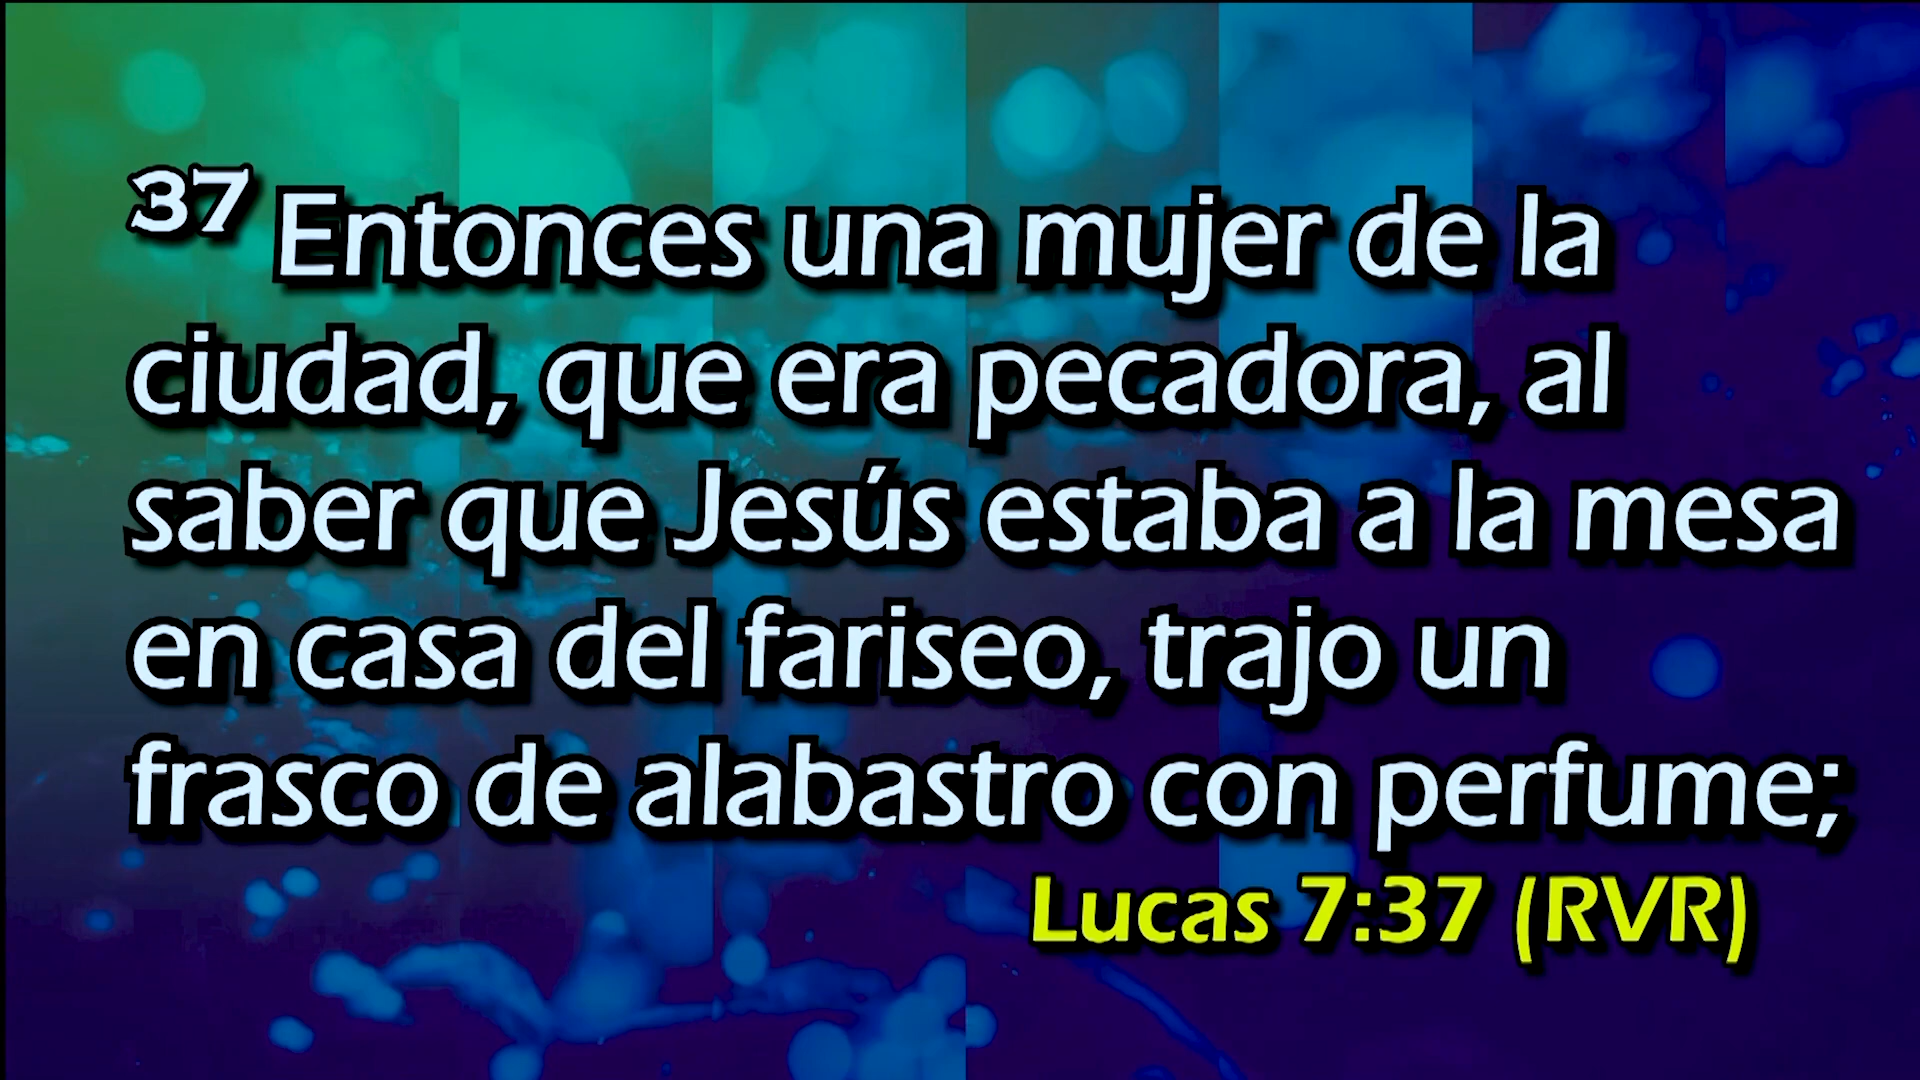 37 Entonces una mujer de la
ciudad, que era pecadora, al
saber que Jesús estaba a la mesa
en casa del fariseo, trajo un
frasco de alabastro con perfume;
Lucas 7:37 (RVR)